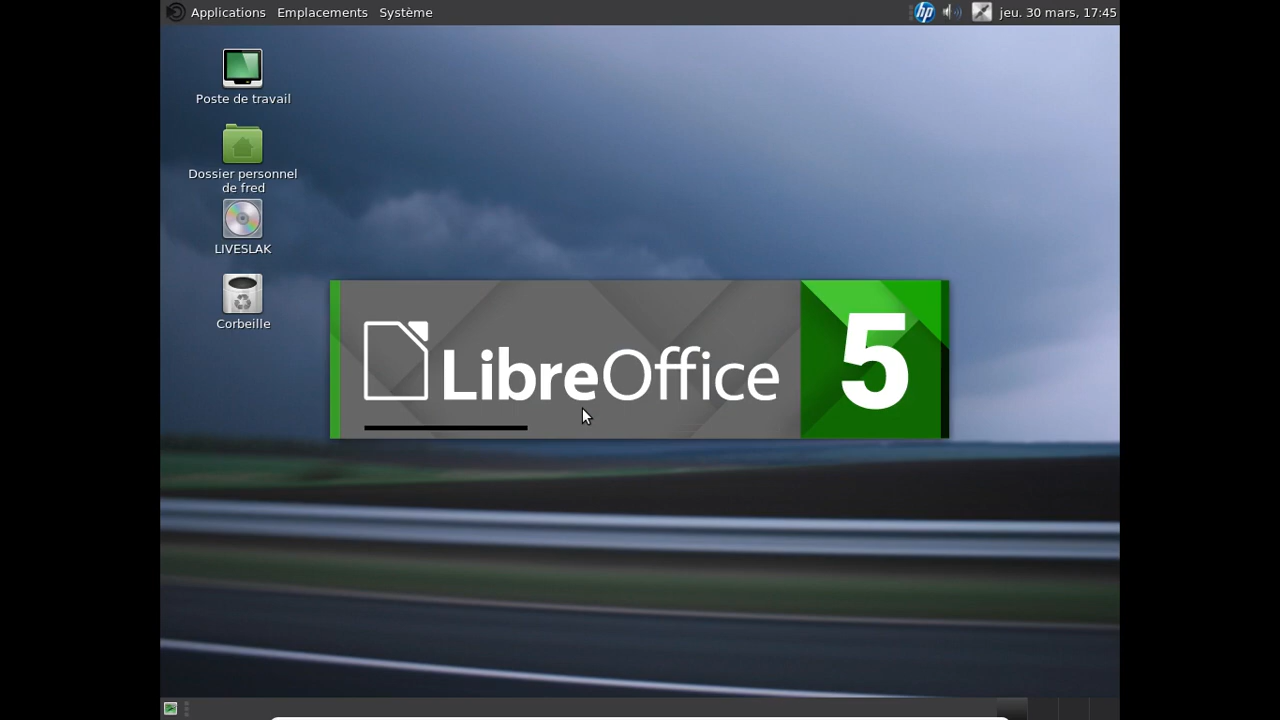 Applications Emplacements Système
hp jeu. 30 mars, 17:45
Poste de travail
Dossier personnel
de fred
LIVESLAK
Corbeille
LibreOffice 5